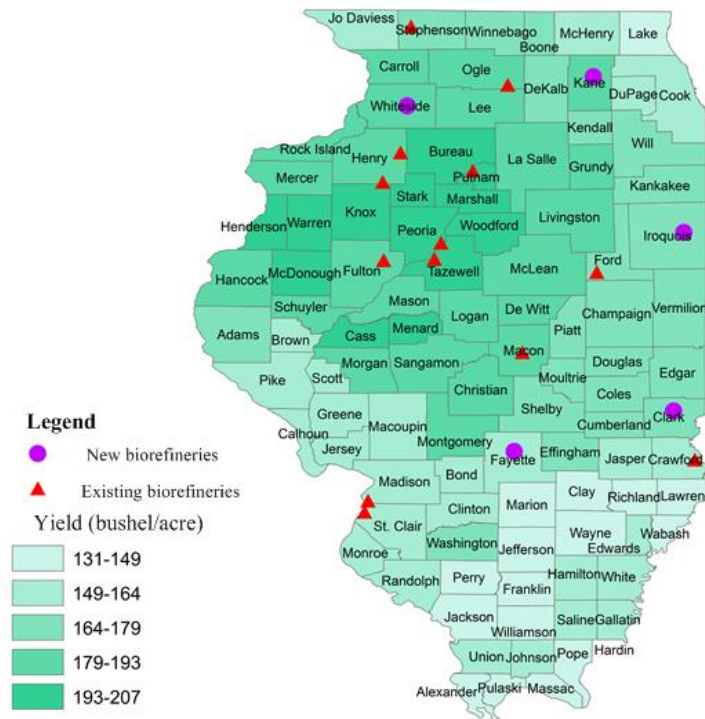 Jo Daviess
Stephenson
Winnebago
Boone
McHenry
Lake
Carroll
Ogle
DeKalb
Kane
DuPage
Cook
Whiteside
Lee
Kendall
Will
Rock Island
Henry
Bureau
La Salle
Grundy
Mercer
Putnam
Kankakee
Stark
Marshall
Henderson
Warren
Knox
Peoria
Woodford
Livingston
Iroquois
Hancock
McDonough
Fulton
Tazewell
McLean
Ford
Schuyler
Mason
Logan
De Witt
Champaign
Vermilion
Adams
Brown
Cass
Menard
Piatt
Macon
Morgan
Sangamon
Douglas
Edgar
Pike
Scott
Christian
Moultrie
Coles
Greene
Macoupin
Shelby
Cumberland
Clark
Calhoun
Jersey
Montgomery
Fayette
Effingham
Jasper
Crawford
Madison
Bond
Clay
Richland
Lawren
Clinton
Marion
St. Clair
Wayne
Wabash
Edwards
Monroe
Washington
Jefferson
Randolph
Perry
Hamilton
White
Franklin
Jackson
Saline
Gallatin
Williamson
Union
Johnson
Pope
Hardin
Alexander
Pulaski
Massac
Legend
New biorefineries
Existing biorefineries
Yield (bushel/acre)
131-149
149-164
164-179
179-193
193-207